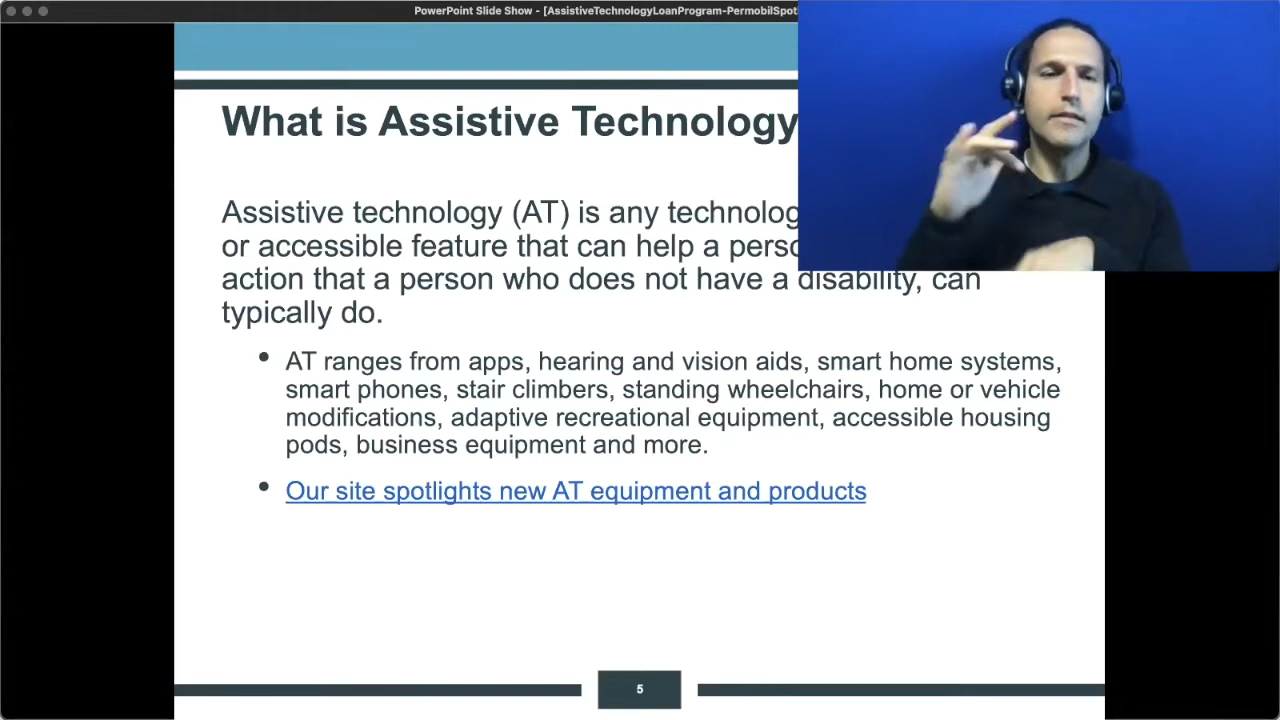 PowerPoint Slide Show - [AssistiveTechnologyLoanProgram-PermobilSpot
What is Assistive Technology
Assistive technology (AT) is any
or accessible feature that can help a
action that a person who does not have a disability, can
typically do.
• AT ranges from apps, hearing and vision aids, smart home systems,
smart phones, stair climbers, standing wheelchairs, home or vehicle
modifications, adaptive recreational equipment, accessible housing
pods, business equipment and more.
• Our site spotlights new AT equipment and products
5